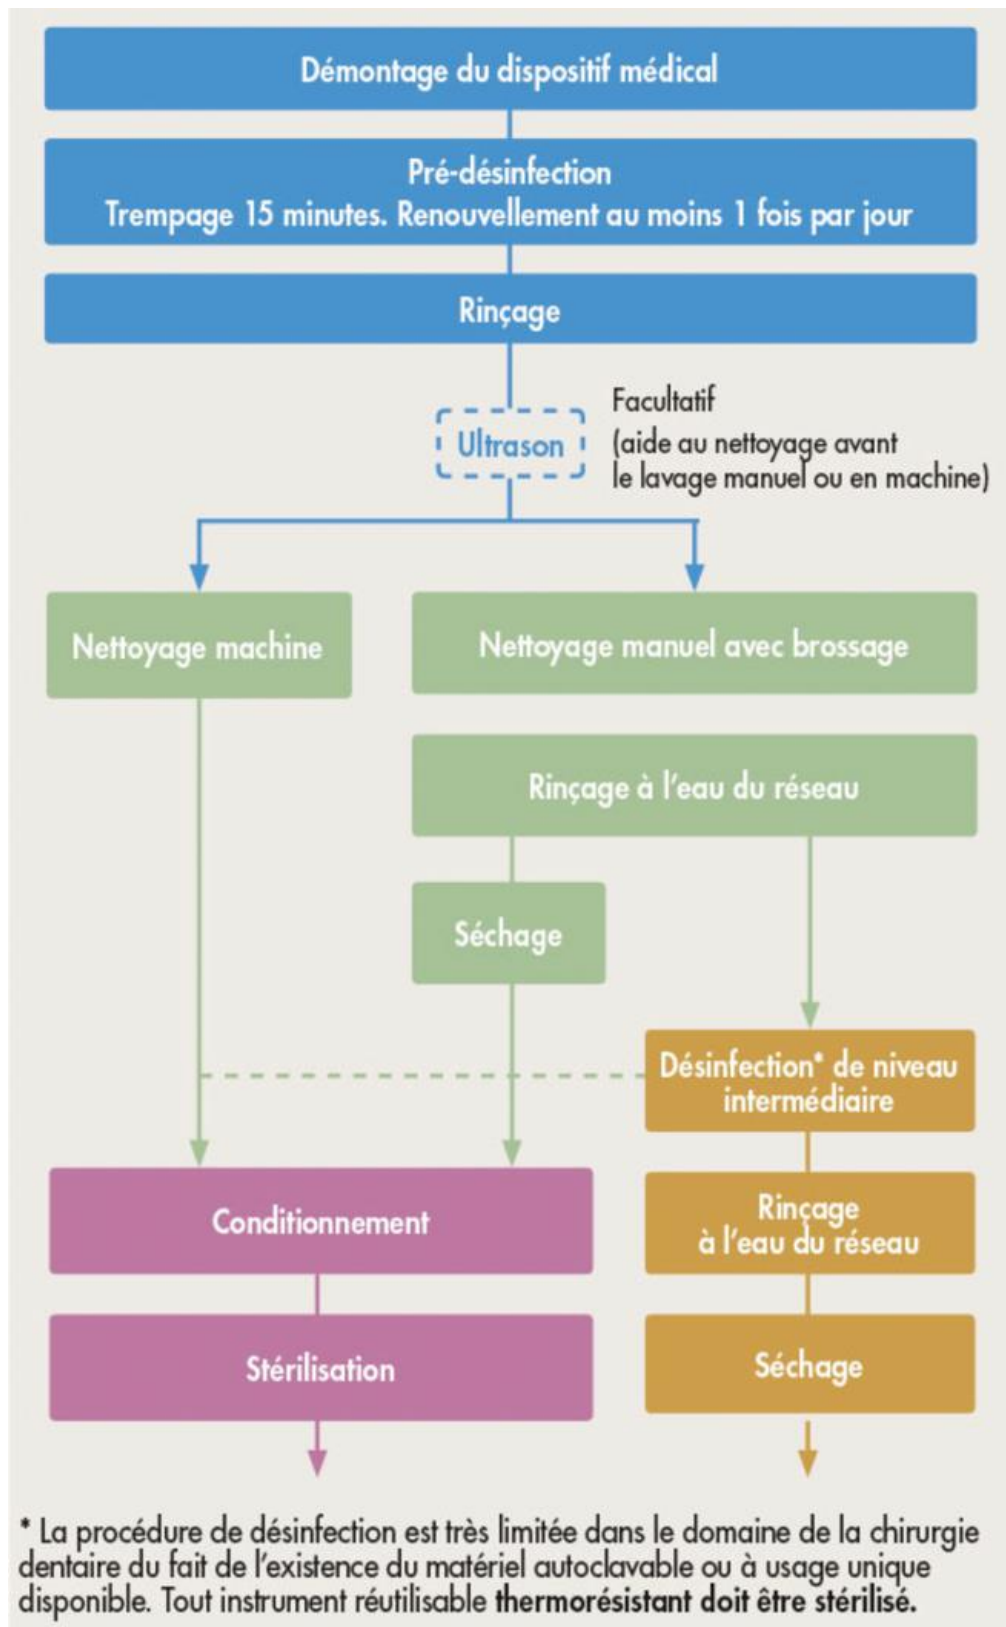 Démontage du dispositif médical
Pré-désinfection
Trempage 15 minutes. Renouvellement au moins 1 fois par jour
Rinçage
Ultrason
Facultatif
(aide au nettoyage avant
le lavage manuel ou en machine)
Nettoyage machine
Nettoyage manuel avec brossage
Rinçage à l'eau du réseau
Séchage
Désinfection* de niveau
intermédiaire
Conditionnement
Rinçage
à l'eau du réseau
Stérilisation
Séchage
* La procédure de désinfection est très limitée dans le domaine de la chirurgie
dentaire du fait de l'existence du matériel autoclavable ou à usage unique
disponible. Tout instrument réutilisable thermorésistant doit être stérilisé.